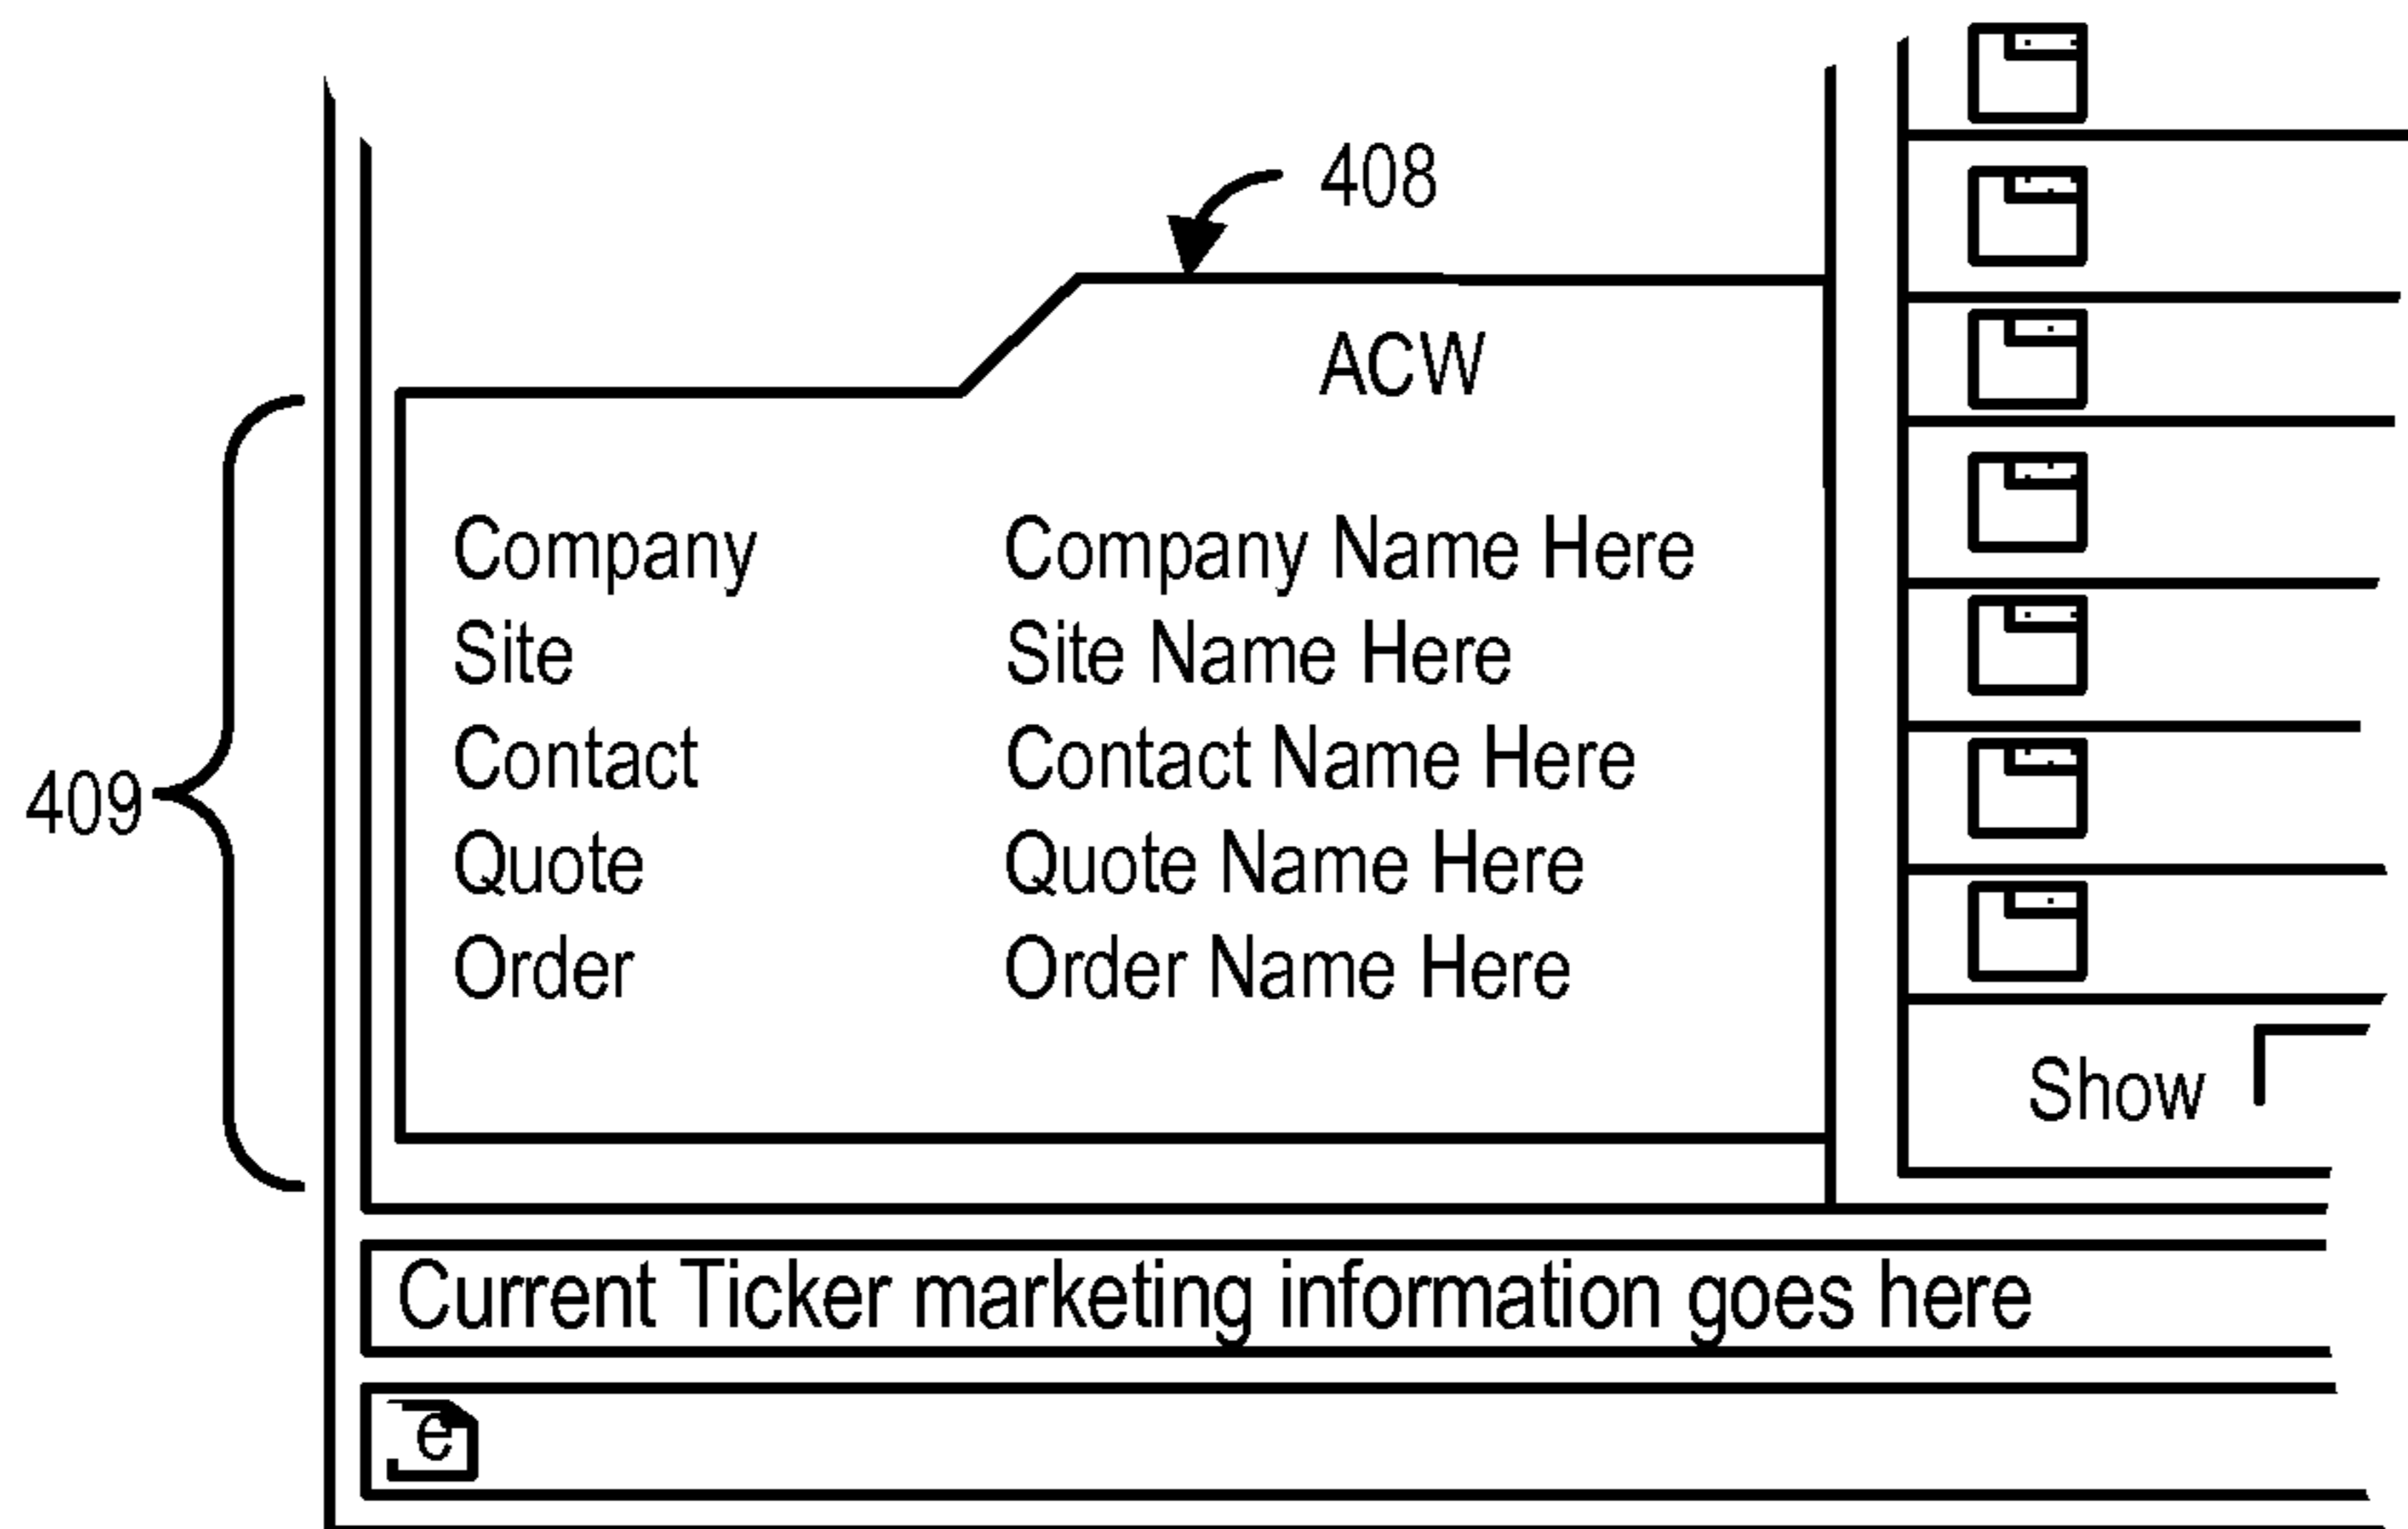 408
ACW
409
Company Company Name Here
Site Site Name Here
Contact Contact Name Here
Quote Quote Name Here
Order Order Name Here
Show
Current Ticker marketing information goes here
e